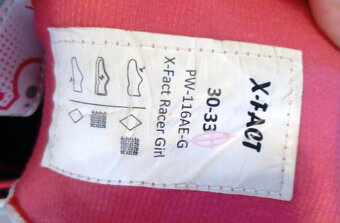 X-FACT
30-33
PW-116AE-G
X-Fact Racer Girl